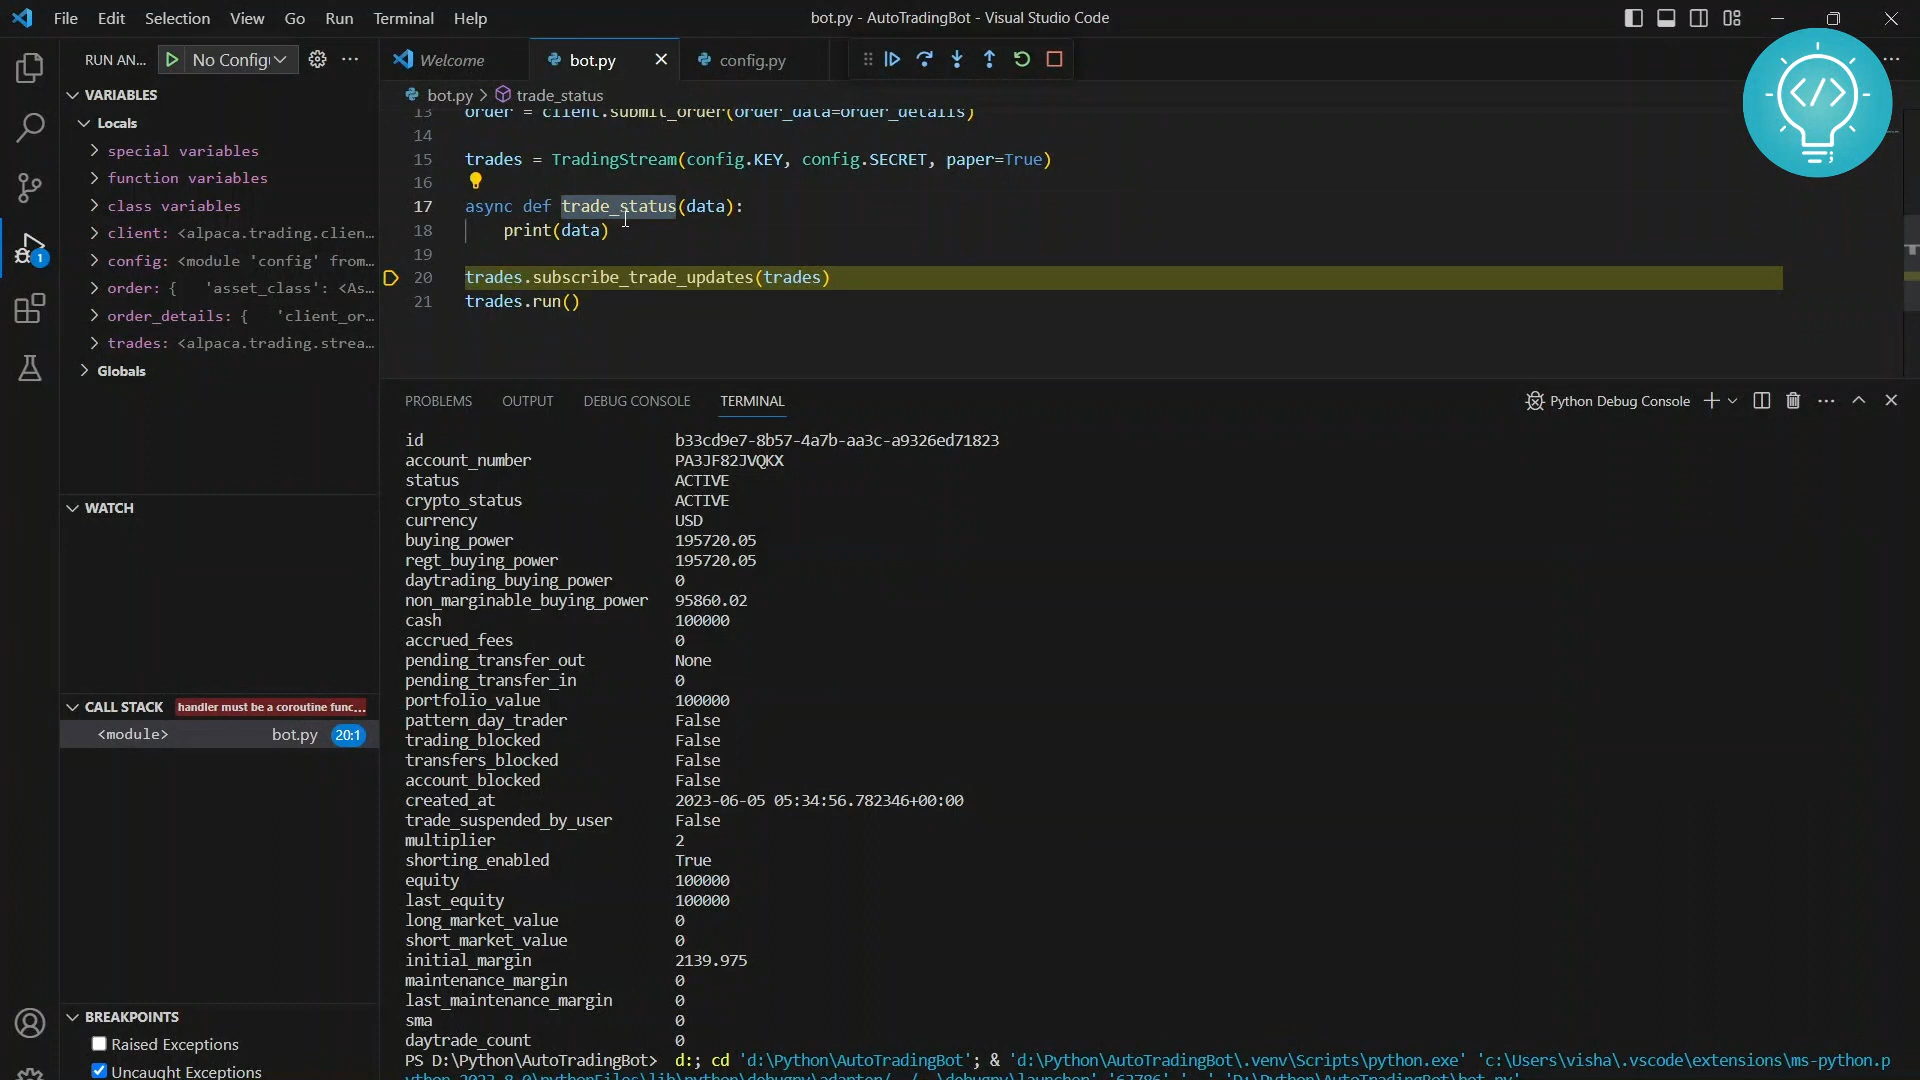 File Edit Selection View Go Run Terminal Help
bot.py - AutoTradingBot - Visual Studio Code
RUN AN... No Config
Welcome bot.py config.py
bot.py > trade_status
VARIABLES
Locals
special variables
function variables
class variables
client: <alpaca.trading.clien...
config: <module 'config' from...
order: { 'asset_class': <As...
order_details: { 'client_or...
trades: <alpaca.trading.strea...
Globals
WATCH
CALL STACK handler must be a coroutine func...
<module> bot.py 20:1
BREAKPOINTS
Raised Exceptions
Uncaught Exceptions
1
13 order = client.submit_order(order_data=order_details)
14
15 trades = TradingStream(config.KEY, config.SECRET, paper=True)
16
17 async def trade_status(data):
18 print(data)
19
20 trades.subscribe_trade_updates(trades)
21 trades.run()
</>
PROBLEMS OUTPUT DEBUG CONSOLE TERMINAL
Python Debug Console
id b33cd9e7-8b57-4a7b-aa3c-a9326ed71823
account_number PA3JF82JVQKX
status ACTIVE
crypto_status ACTIVE
currency USD
buying_power 195720.05
regt_buying_power 195720.05
daytrading_buying_power 0
non_marginable_buying_power 95860.02
cash 100000
accrued_fees 0
pending_transfer_out None
pending_transfer_in 0
portfolio_value 100000
pattern_day_trader False
trading_blocked False
transfers_blocked False
account_blocked False
created_at 2023-06-05 05:34:56.782346+00:00
trade_suspended_by_user False
multiplier 2
shorting_enabled True
equity 100000
last_equity 100000
long_market_value 0
short_market_value 0
initial_margin 2139.975
maintenance_margin 0
last_maintenance_margin 0
sma 0
daytrade_count 0
PS D:\Python\AutoTradingBot> d:; cd 'd:\Python\AutoTradingBot'; & 'd:\Python\AutoTradingBot\.venv\Scripts\python.exe' 'c:\Users\visha\.vscode\extensions\ms-python.p